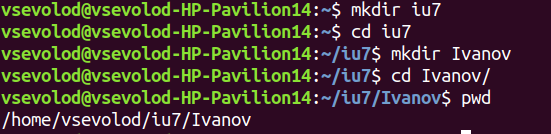 vsevolod@vsevolod-HP-Pavilion14:~$ mkdir iu7
vsevolod@vsevolod-HP-Pavilion14:~$ cd iu7
vsevolod@vsevolod-HP-Pavilion14:~/iu7$ mkdir Ivanov
vsevolod@vsevolod-HP-Pavilion14:~/iu7$ cd Ivanov/
vsevolod@vsevolod-HP-Pavilion14:~/iu7/Ivanov$ pwd
/home/vsevolod/iu7/Ivanov